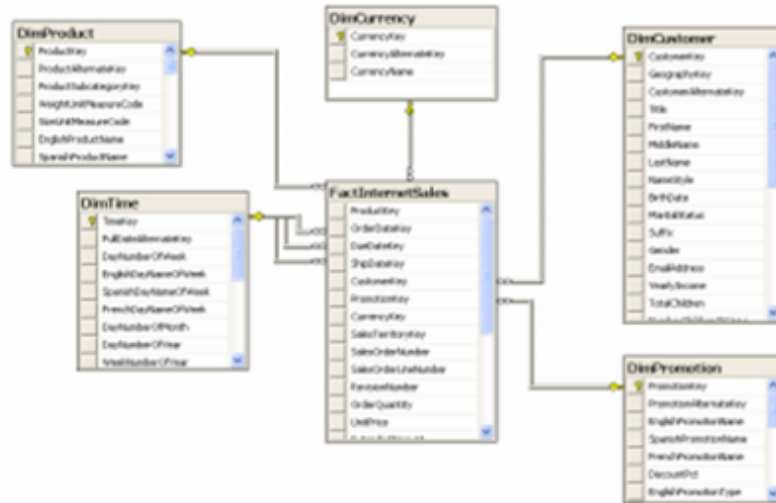 DimProduct
ProductKey
ProductAlternateKey
ProductSubcategoryKey
WeightUnitMeasureCode
SizeUnitMeasureCode
EnglishProductName
SpanishProductName
DimCurrency
CurrencyKey
CurrencyAlternateKey
CurrencyName
DimCustomer
CustomerKey
GeographyKey
CustomerAlternateKey
Title
FirstName
MiddleName
LastName
NameStyle
BirthDate
MaritalStatus
Suffix
Gender
EmailAddress
YearlyIncome
TotalChildren
DimTime
TimeKey
FullDateAlternateKey
DayNumberOfWeek
EnglishDayNameOfWeek
SpanishDayNameOfWeek
FrenchDayNameOfWeek
DayNumberOfMonth
DayNumberOfYear
WeekNumberOfYear
FactInternetSales
ProductKey
OrderDateKey
DueDateKey
ShipDateKey
CustomerKey
PromotionKey
CurrencyKey
SalesTerritoryKey
SalesOrderNumber
SalesOrderLineNumber
RevisionNumber
OrderQuantity
UnitPrice
DimPromotion
PromotionKey
PromotionAlternateKey
EnglishPromotionName
SpanishPromotionName
FrenchPromotionName
DiscountPct
EnglishPromotionType